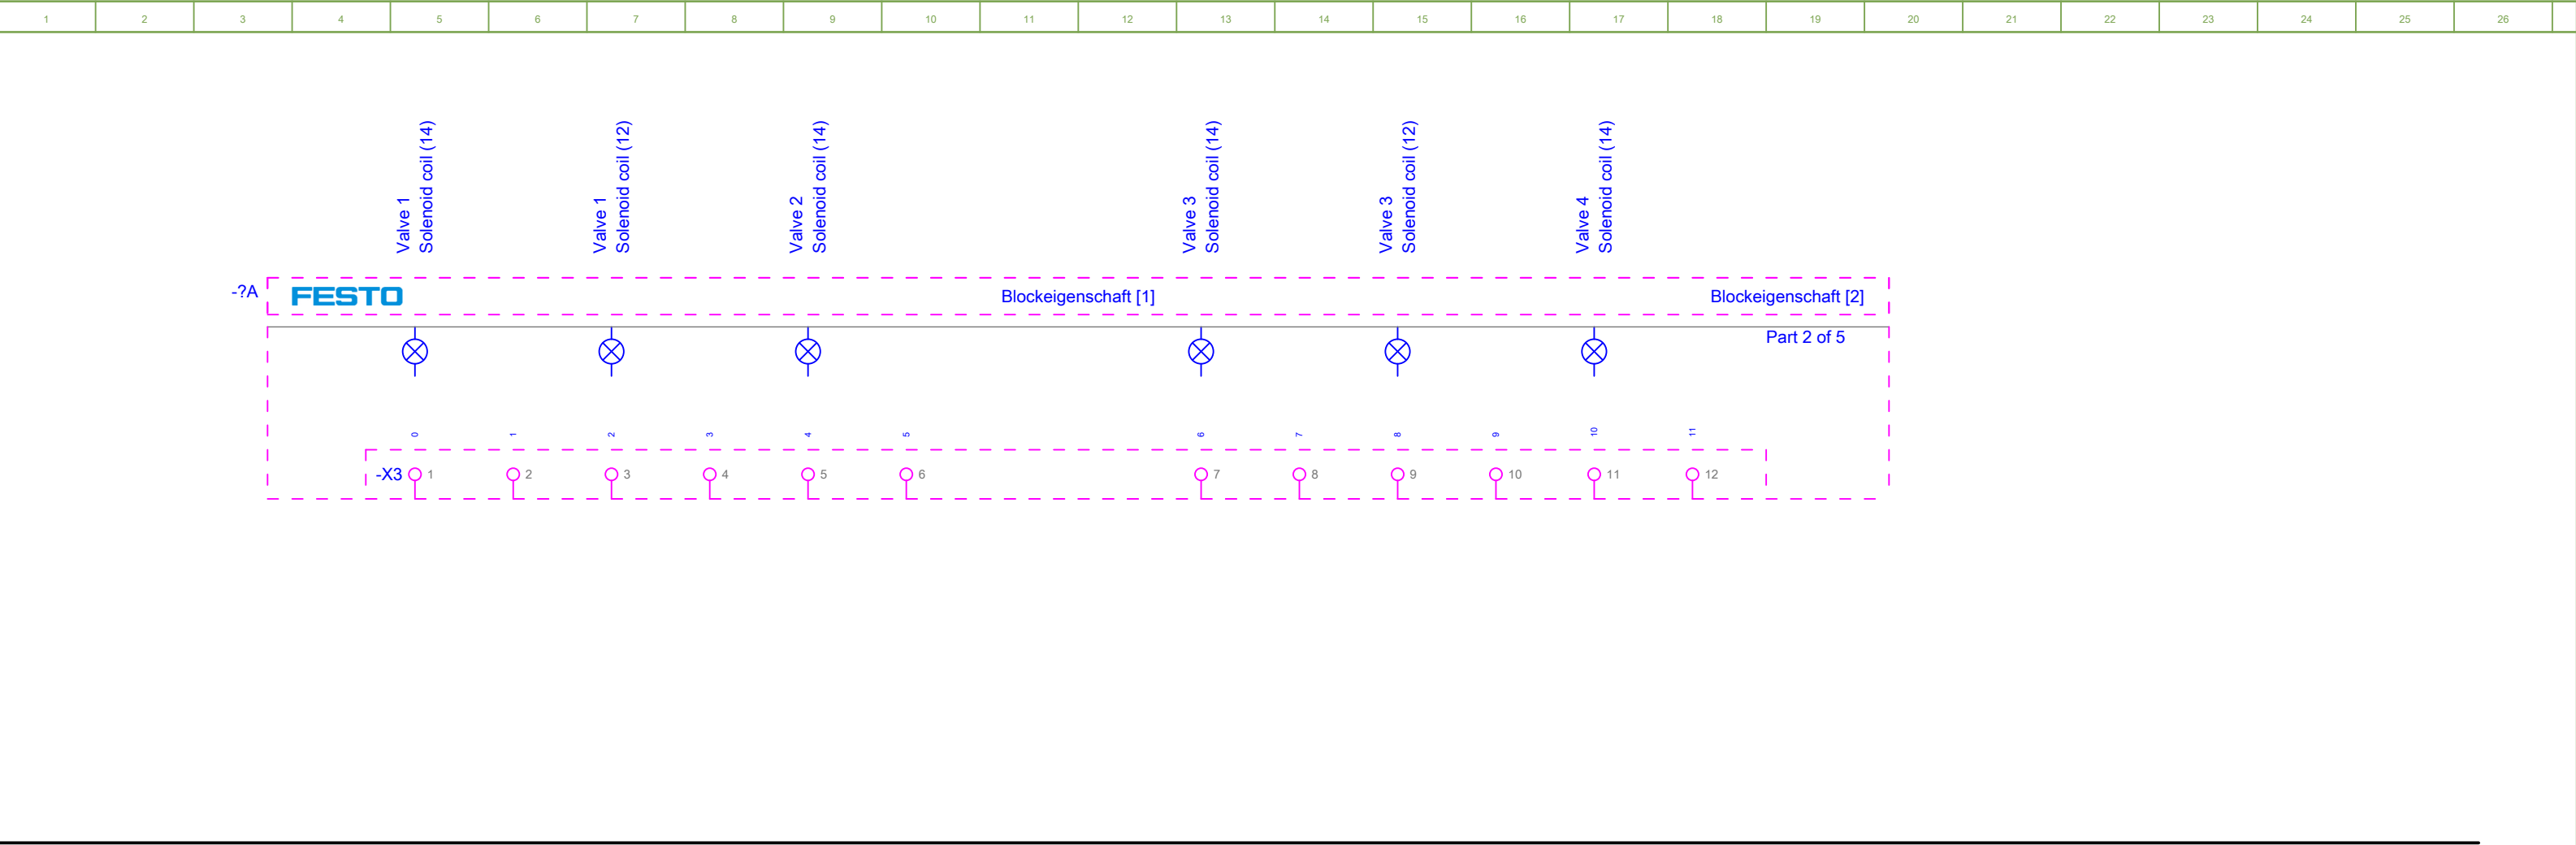 1 2 3 4 5 6 7 8 9 10 11 12 13 14 15 16 17 18 19 20 21 22 23 24 25 26
Valve 1
Solenoid coil (14)
Valve 1
Solenoid coil (12)
Valve 2
Solenoid coil (14)
Valve 3
Solenoid coil (14)
Valve 3
Solenoid coil (12)
Valve 4
Solenoid coil (14)
-?A FESTO Blockeigenschaft [1] Blockeigenschaft [2]
Part 2 of 5
0 1 2 3 4 5 6 7 8 9 10 11
-X3 1 2 3 4 5 6 7 8 9 10 11 12